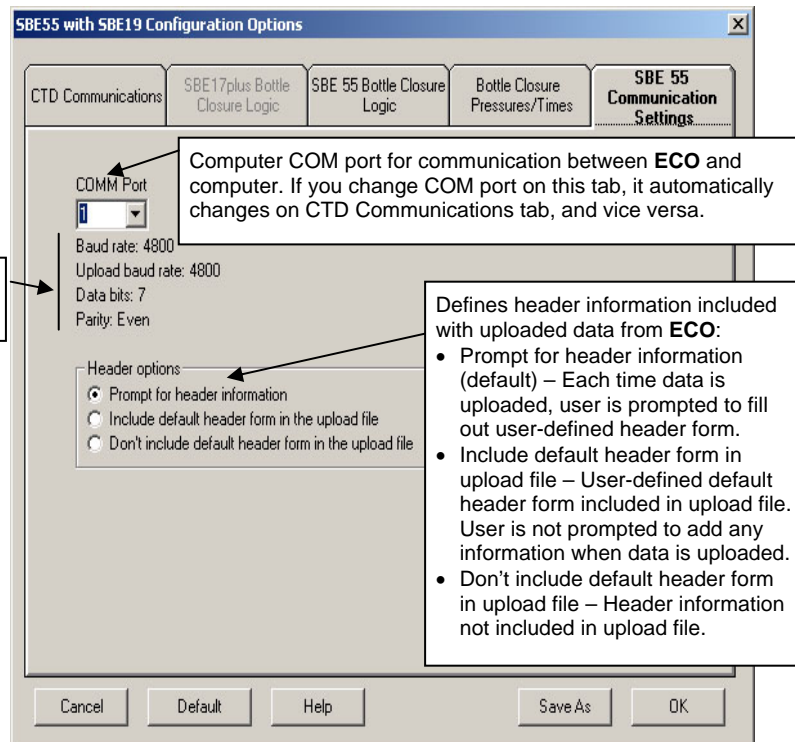 SBE55 with SBE19 Configuration Options
CTD Communications
SBE17plus Bottle
Closure Logic
SBE 55 Bottle Closure
Logic
Bottle Closure
Pressures/Times
SBE 55
Communication
Settings
Computer COM port for communication between ECO and
computer. If you change COM port on this tab, it automatically
changes on CTD Communications tab, and vice versa.
COMM Port
1
Baud rate: 4800
Upload baud rate: 4800
Data bits: 7
Parity: Even
Header options
Prompt for header information
Include default header form in the upload file
Don't include default header form in the upload file
Defines header information included
with uploaded data from ECO:
• Prompt for header information
(default) – Each time data is
uploaded, user is prompted to fill
out user-defined header form.
• Include default header form in
upload file – User-defined default
header form included in upload file.
User is not prompted to add any
information when data is uploaded.
• Don't include default header form
in upload file – Header information
not included in upload file.
Cancel
Default
Help
Save As
OK